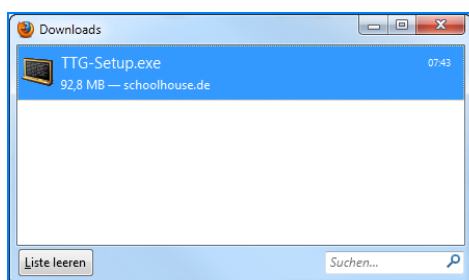 Downloads
TTG-Setup.exe 07:43
92,8 MB — schoolhouse.de
Liste leeren Suchen...